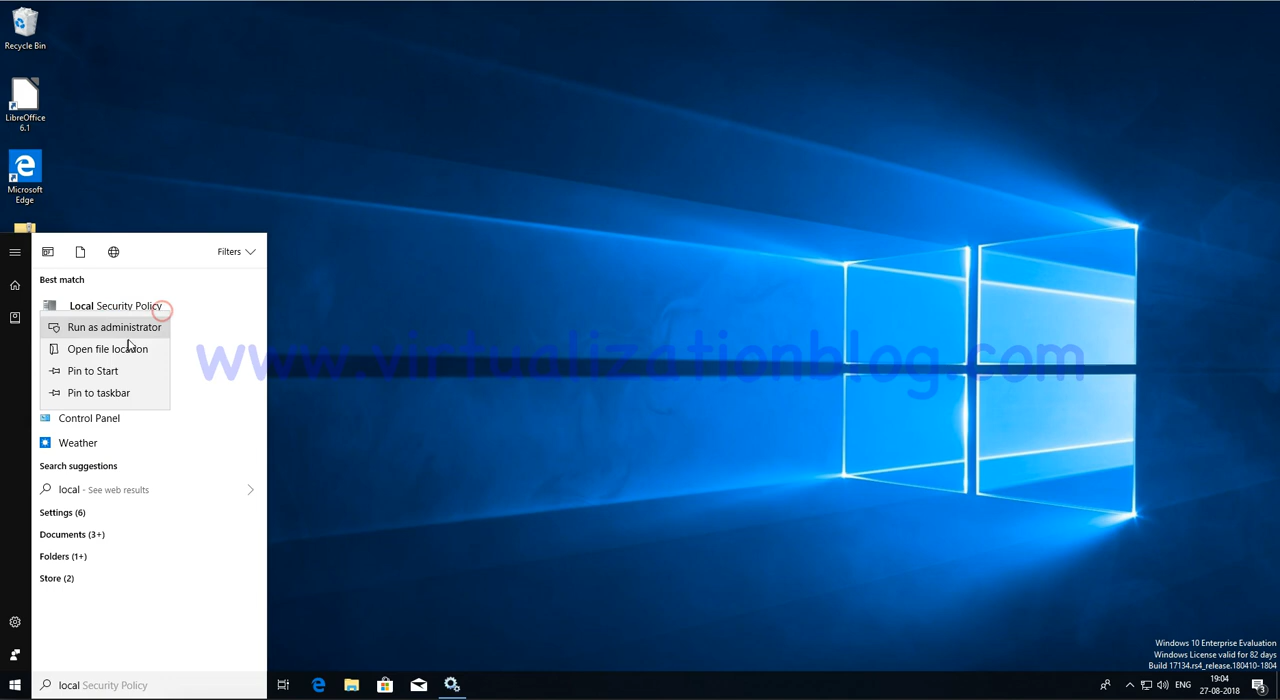 Recycle Bin
LibreOffice
6.1
Microsoft
Edge
Filters
Best match
Local Security Policy
Run as administrator
Open file location
Pin to Start
Pin to taskbar
Control Panel
Weather
Search suggestions
local - See web results
Settings (6)
Documents (3+)
Folders (1+)
Store (2)
local Security Policy
www.virtualizationblog.com
Windows 10 Enterprise Evaluation
Windows License valid for 82 days
Build 17134.rs4_release.180410-1804
ENG
19:04
27-08-2018
3